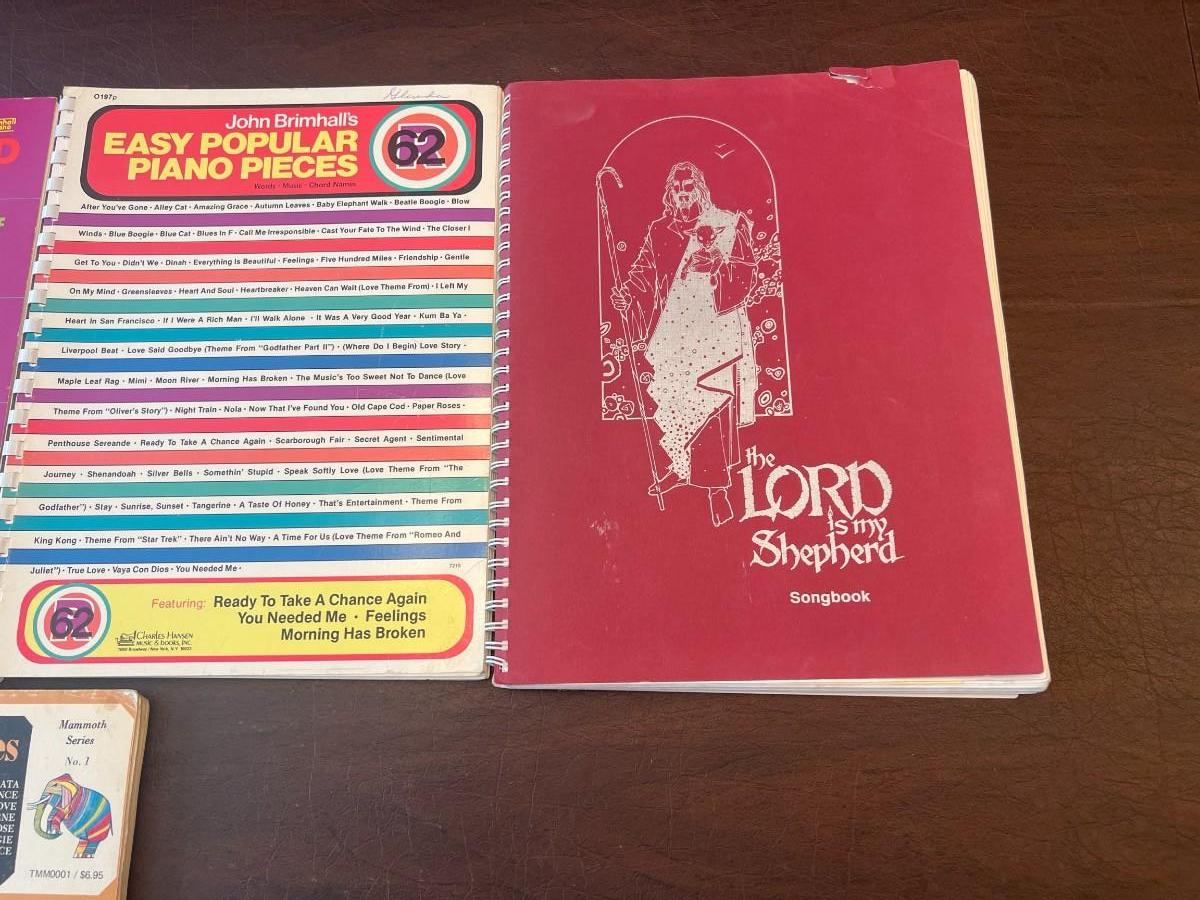 O197p
Glenda
John Brimhall's
EASY POPULAR
PIANO PIECES
Words · Music · Chord Names
62
After You've Gone · Alley Cat · Amazing Grace · Autumn Leaves · Baby Elephant Walk · Beatle Boogie · Blow
Winds · Blue Boogie · Blue Cat · Blues in F · Call Me Irresponsible · Cast Your Fate To The Wind · The Closer I
Get To You · Didn't We · Dinah · Everything Is Beautiful · Feelings · Five Hundred Miles · Friendship · Gentle
On My Mind · Greensleeves · Heart And Soul · Heartbreaker · Heaven Can Wait (Love Theme From) · I Left My
Heart In San Francisco · If I Were A Rich Man · I'll Walk Alone · It Was A Very Good Year · Kum Ba Ya ·
Liverpool Beat · Love Said Goodbye (Theme From "Godfather Part II") · (Where Do I Begin) Love Story ·
Maple Leaf Rag · Mimi · Moon River · Morning Has Broken · The Music's Too Sweet Not To Dance (Love
Theme From "Oliver's Story") · Night Train · Nola · Now That I've Found You · Old Cape Cod · Paper Roses ·
Penthouse Sereande · Ready To Take A Chance Again · Scarborough Fair · Secret Agent · Sentimental
Journey · Shenandoah · Silver Bells · Somethin' Stupid · Speak Softly Love (Love Theme From "The
Godfather") · Stay · Sunrise, Sunset · Tangerine · A Taste Of Honey · That's Entertainment · Theme From
King Kong · Theme From "Star Trek" · There Ain't No Way · A Time For Us (Love Theme From "Romeo And
Juliet") · True Love · Vaya Con Dios · You Needed Me ·
7215
62
Featuring: Ready To Take A Chance Again
You Needed Me · Feelings
Morning Has Broken
CHARLES HANSEN
MUSIC & BOOKS, INC.
the
LORD
is my
Shepherd
Songbook
Mammoth
Series
No. 1
TMM0001 / $6.95